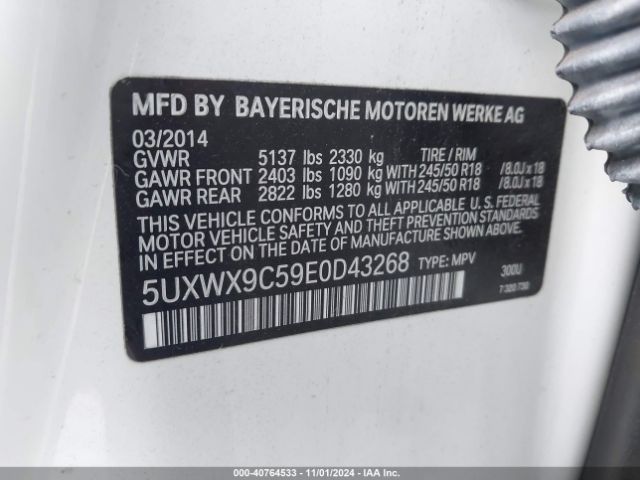 MFD BY BAYERISCHE MOTOREN WERKE AG
03/2014
GVWR 5137 lbs 2330 kg TIRE / RIM
GAWR FRONT 2403 lbs 1090 kg WITH 245/50 R18 /8.0Jx18
GAWR REAR 2822 lbs 1280 kg WITH 245/50 R18 /8.0Jx18
THIS VEHICLE CONFORMS TO ALL APPLICABLE U. S. FEDERAL
MOTOR VEHICLE SAFETY AND THEFT PREVENTION STANDARDS
IN EFFECT ON THE DATE OF MANUFACTURE SHOWN ABOVE.
5UXWX9C59E0D43268 TYPE: MPV 300U
7 320 730
000-40764533 - 11/01/2024 - IAA Inc.